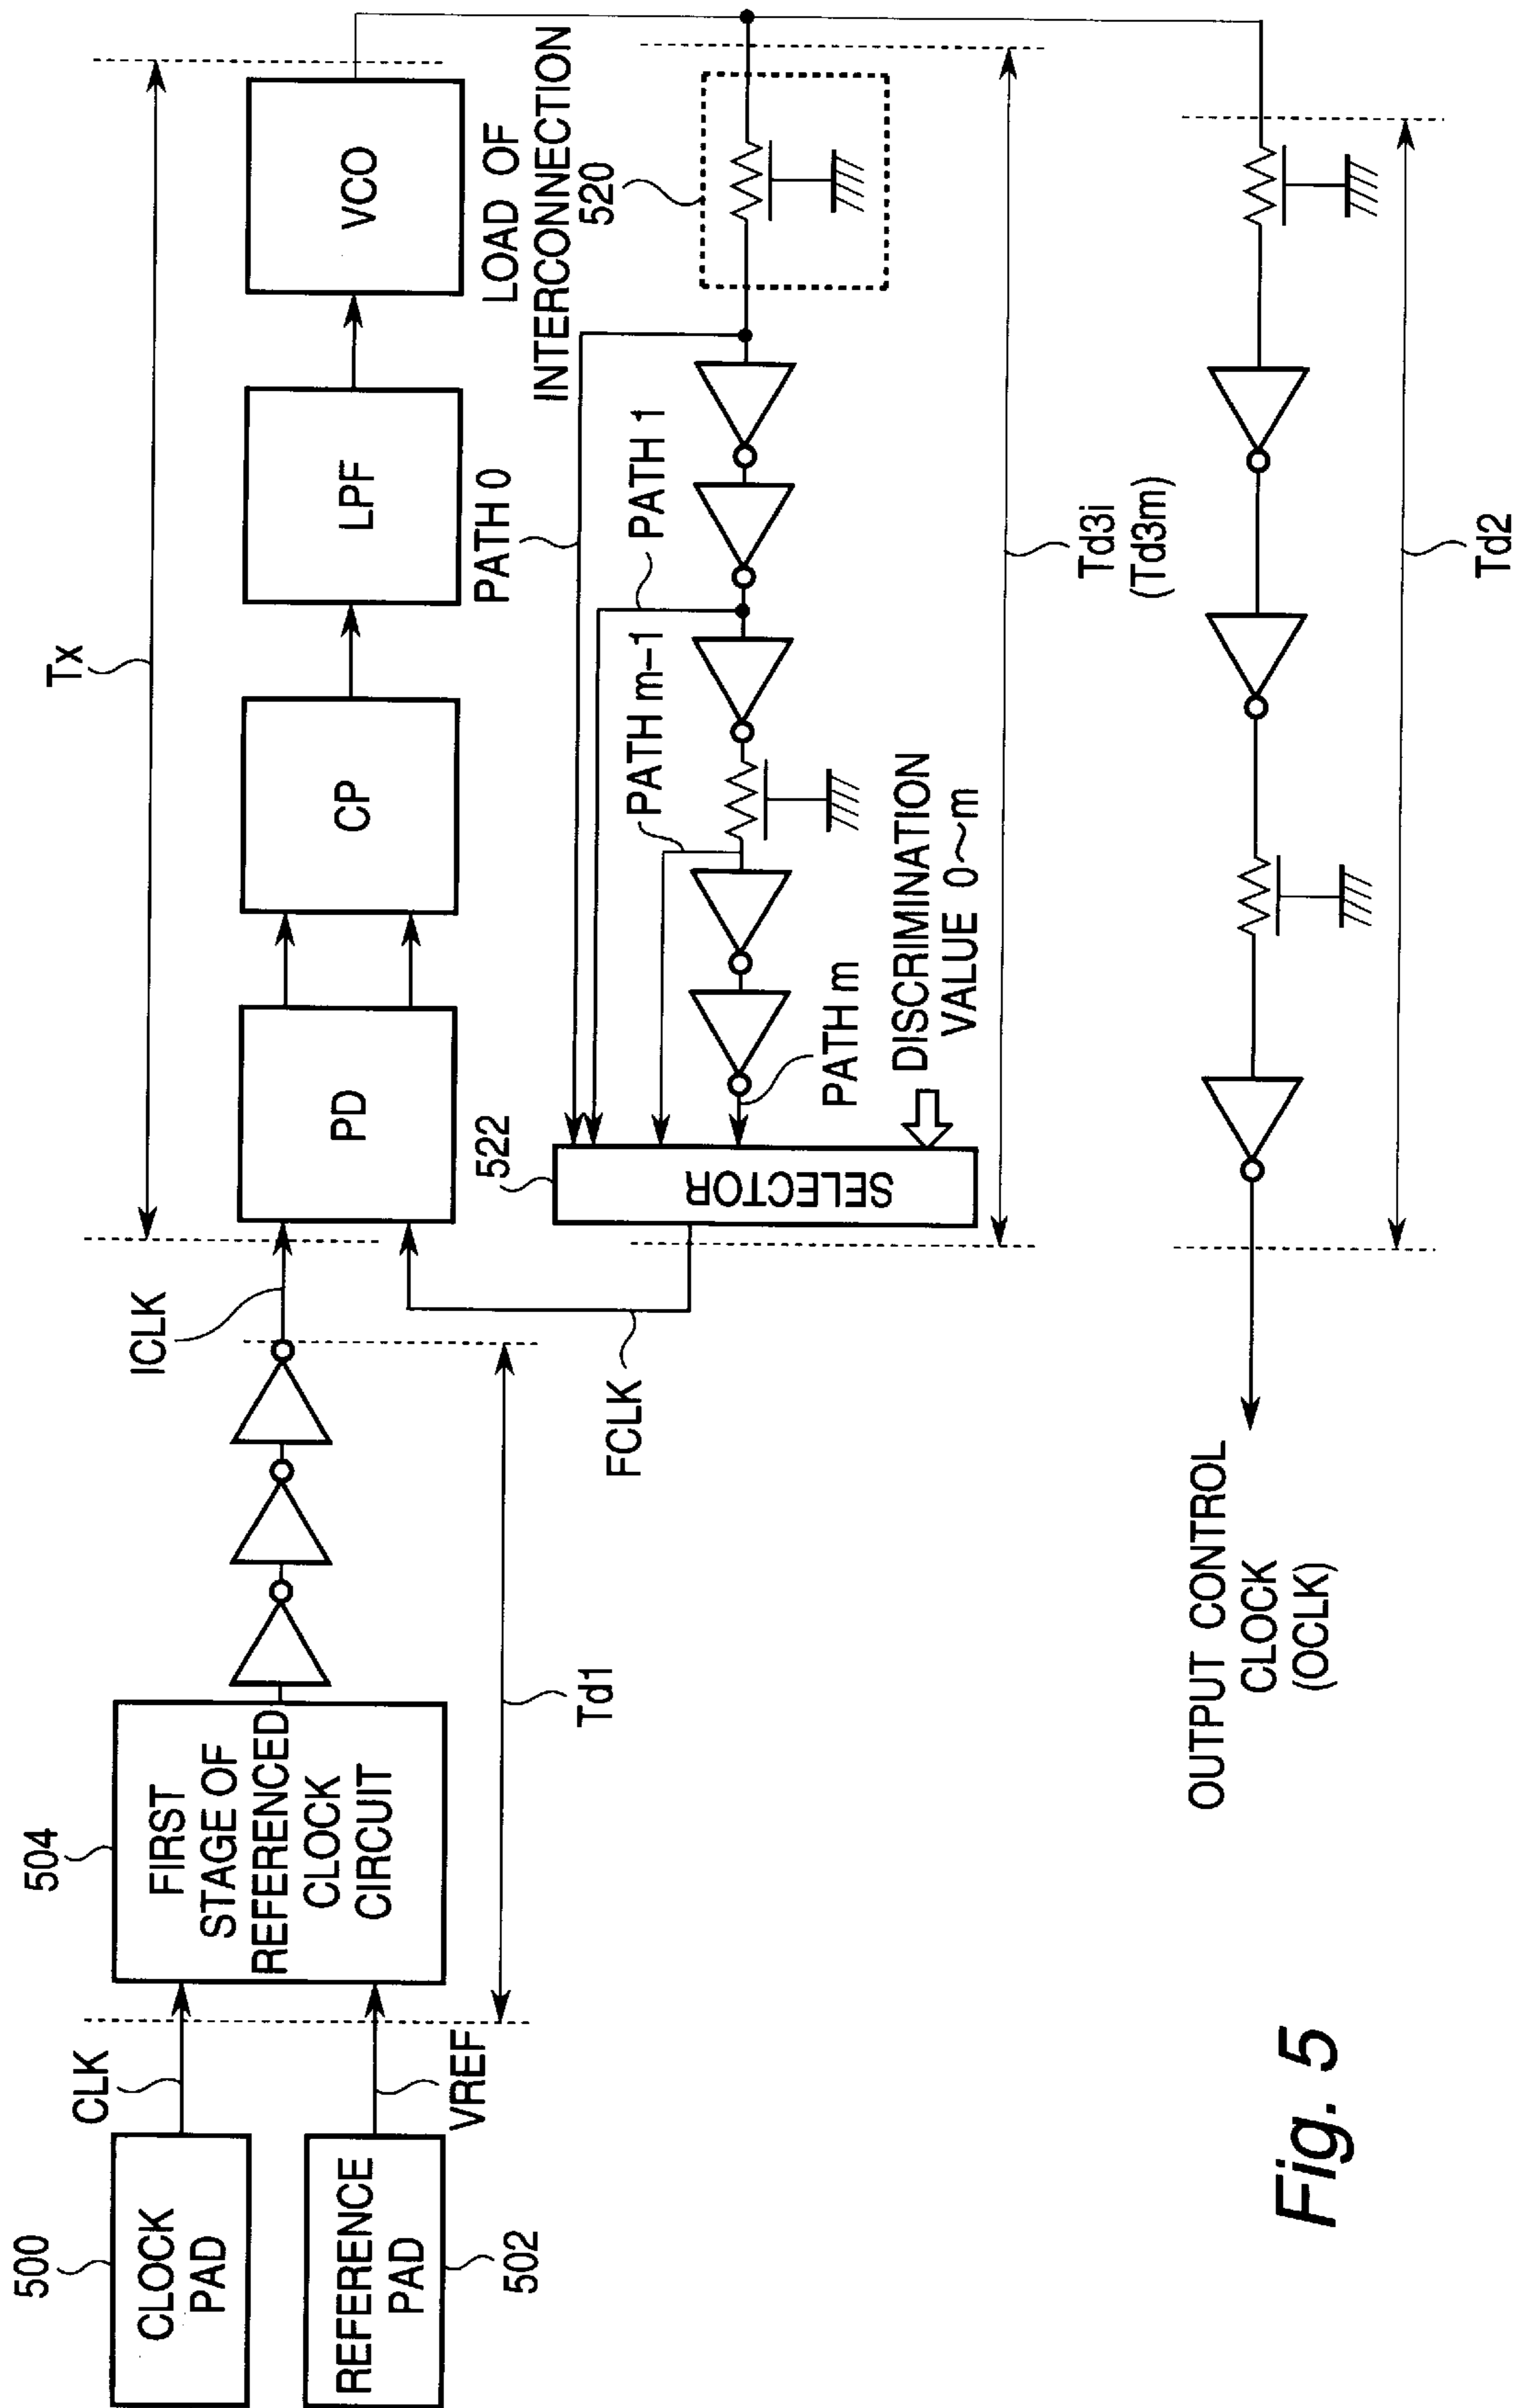 500
CLOCK
PAD
CLK
REFERENCE
PAD
502
VREF
504
FIRST
STAGE OF
REFERENCED
CLOCK
CIRCUIT
Td1
ICLK
FCLK
Tx
PD
CP
LPF
VCO
LOAD OF
INTERCONNECTION
520
PATH 0
PATH 1
PATH m-1
PATH m
522
SELECTOR
DISCRIMINATION
VALUE 0~m
Td3i
(Td3m)
Td2
OUTPUT CONTROL
CLOCK
(OCLK)
Fig. 5